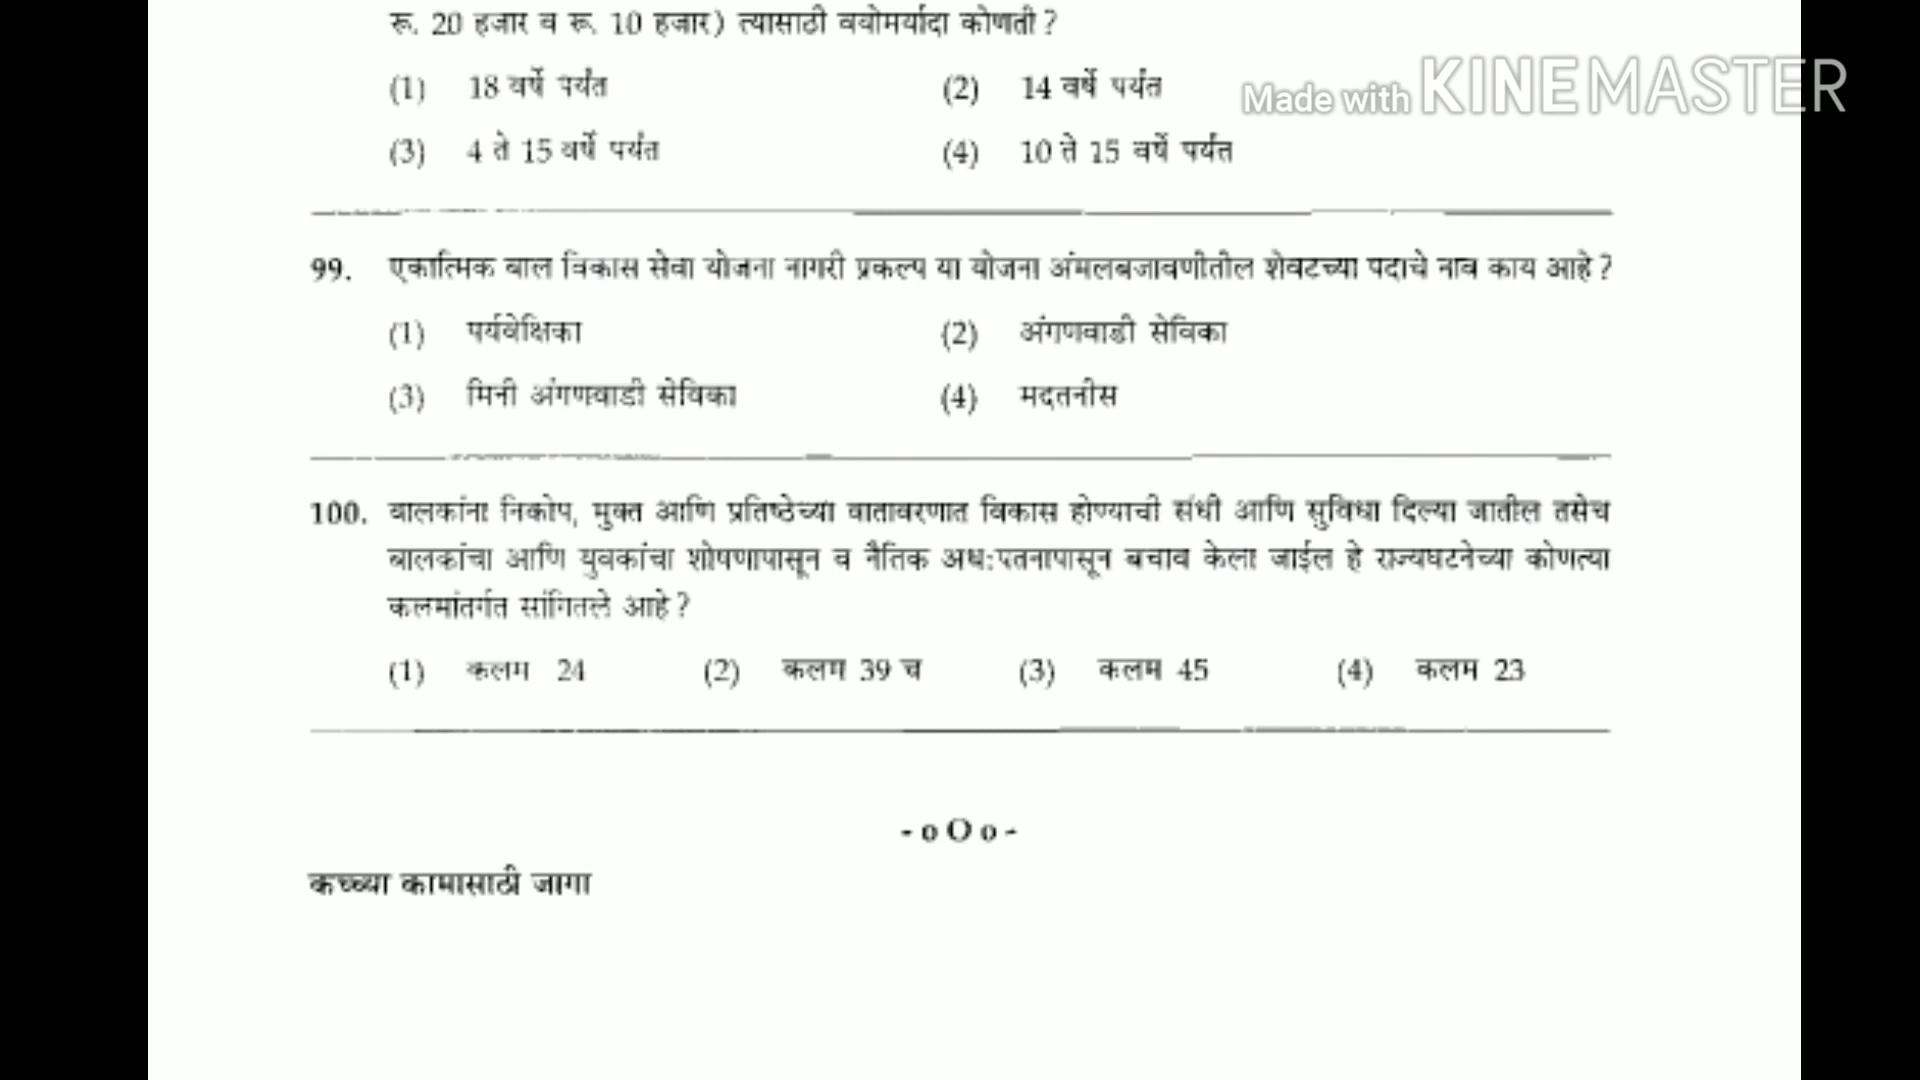 रू. 20 हजार व रू. 10 हजार) त्यासाठी वयोमर्यादा कोणती ?
(1) 18 वर्षे पर्यंत (2) 14 वर्षे पर्यंत
Made with KINEMASTER
(3) 4 ते 15 वर्षे पर्यंत (4) 10 ते 15 वर्षे पर्यंत
99. एकात्मिक बाल विकास सेवा योजना नागरी प्रकल्प या योजना अंमलबजावणीतील शेवटच्या पदाचे नाव काय आहे ?
(1) पर्यवेक्षिका (2) अंगणवाडी सेविका
(3) मिनी अंगणवाडी सेविका (4) मदतनीस
100. बालकांना निकोप, मुक्त आणि प्रतिष्ठेच्या वातावरणात विकास होण्याची संधी आणि सुविधा दिल्या जातील तसेच
बालकांचा आणि युवकांचा शोषणापासून व नैतिक अध:पतनापासून बचाव केला जाईल हे राज्यघटनेच्या कोणत्या
कलमांतर्गत सांगितले आहे ?
(1) कलम 24 (2) कलम 39 च (3) कलम 45 (4) कलम 23
- o O o -
कच्च्या कामासाठी जागा